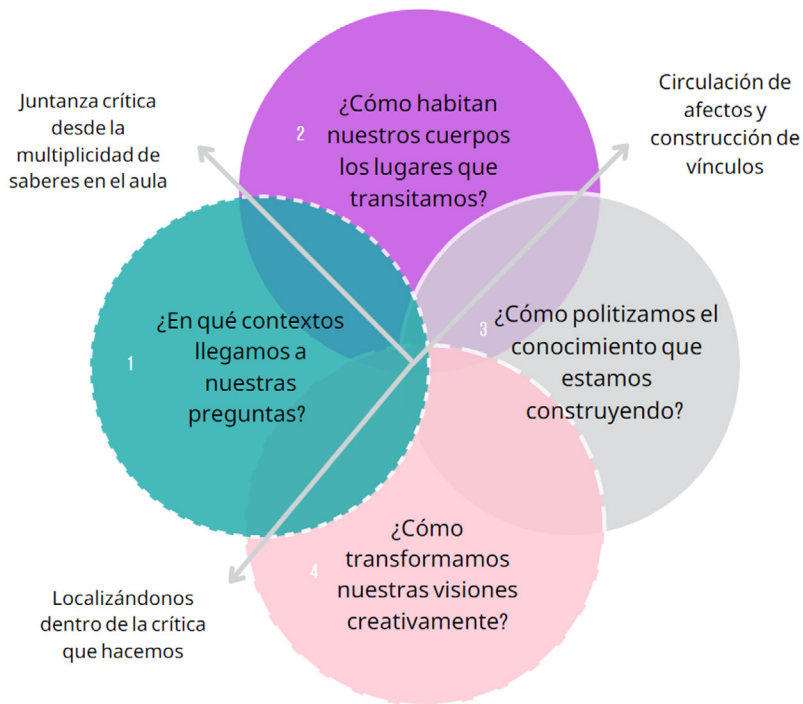 Juntanza crítica
desde la
multiplicidad de
saberes en el aula
2
¿Cómo habitan
nuestros cuerpos
los lugares que
transitamos?
Circulación de
afectos y
construcción de
vínculos
1
¿En qué contextos
llegamos a
nuestras
preguntas?
3
¿Cómo politizamos el
conocimiento que
estamos
construyendo?
4
¿Cómo
transformamos
nuestras visiones
creativamente?
Localizándonos
dentro de la crítica
que hacemos